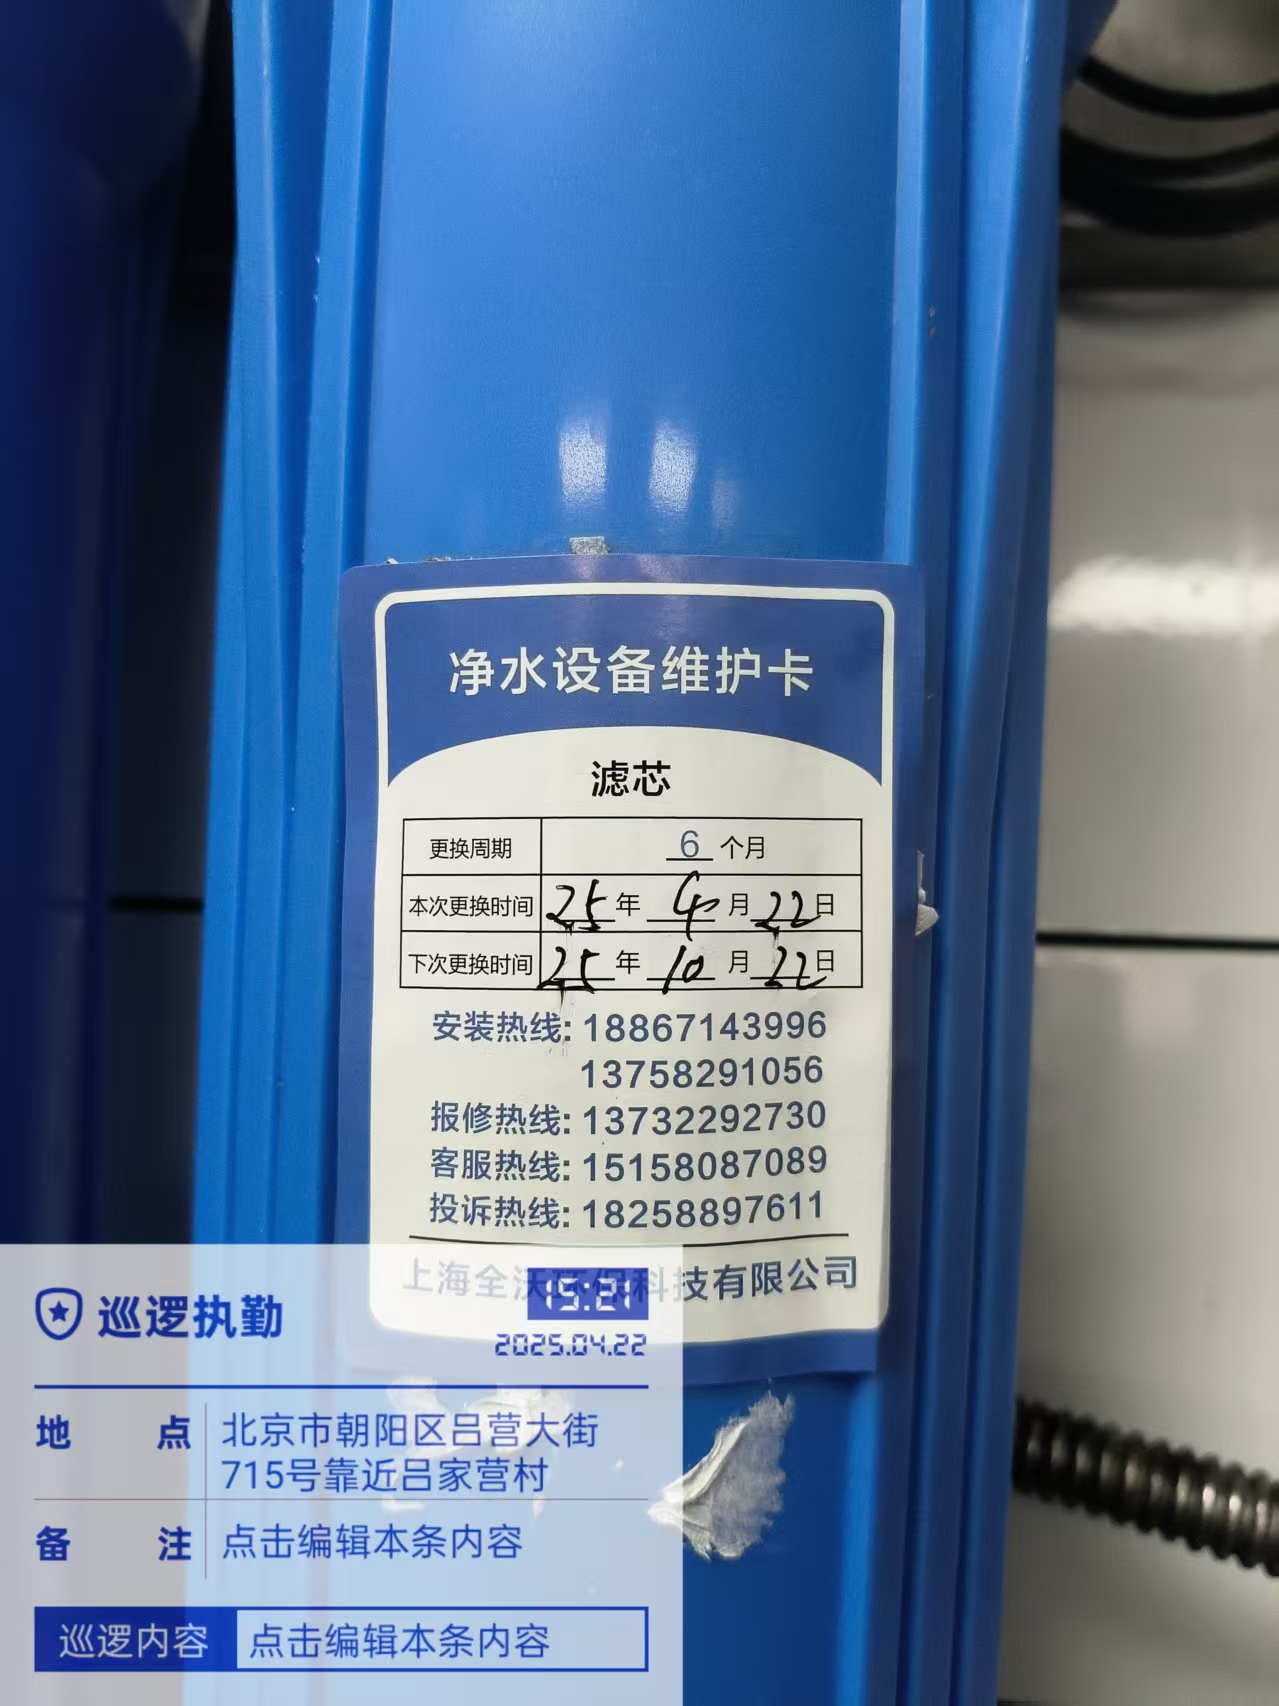 净水设备维护卡
滤芯
更换周期 6 个月
本次更换时间 25 年 4 月 22 日
下次更换时间 25 年 10 月 22 日
安装热线: 18867143996
13758291056
报修热线: 13732292730
客服热线: 15158087089
投诉热线: 18258897611
上海全沃环保科技有限公司
巡逻执勤
15:21
2025.04.22
地 点 北京市朝阳区吕营大街
715号靠近吕家营村
备 注 点击编辑本条内容
巡逻内容 点击编辑本条内容